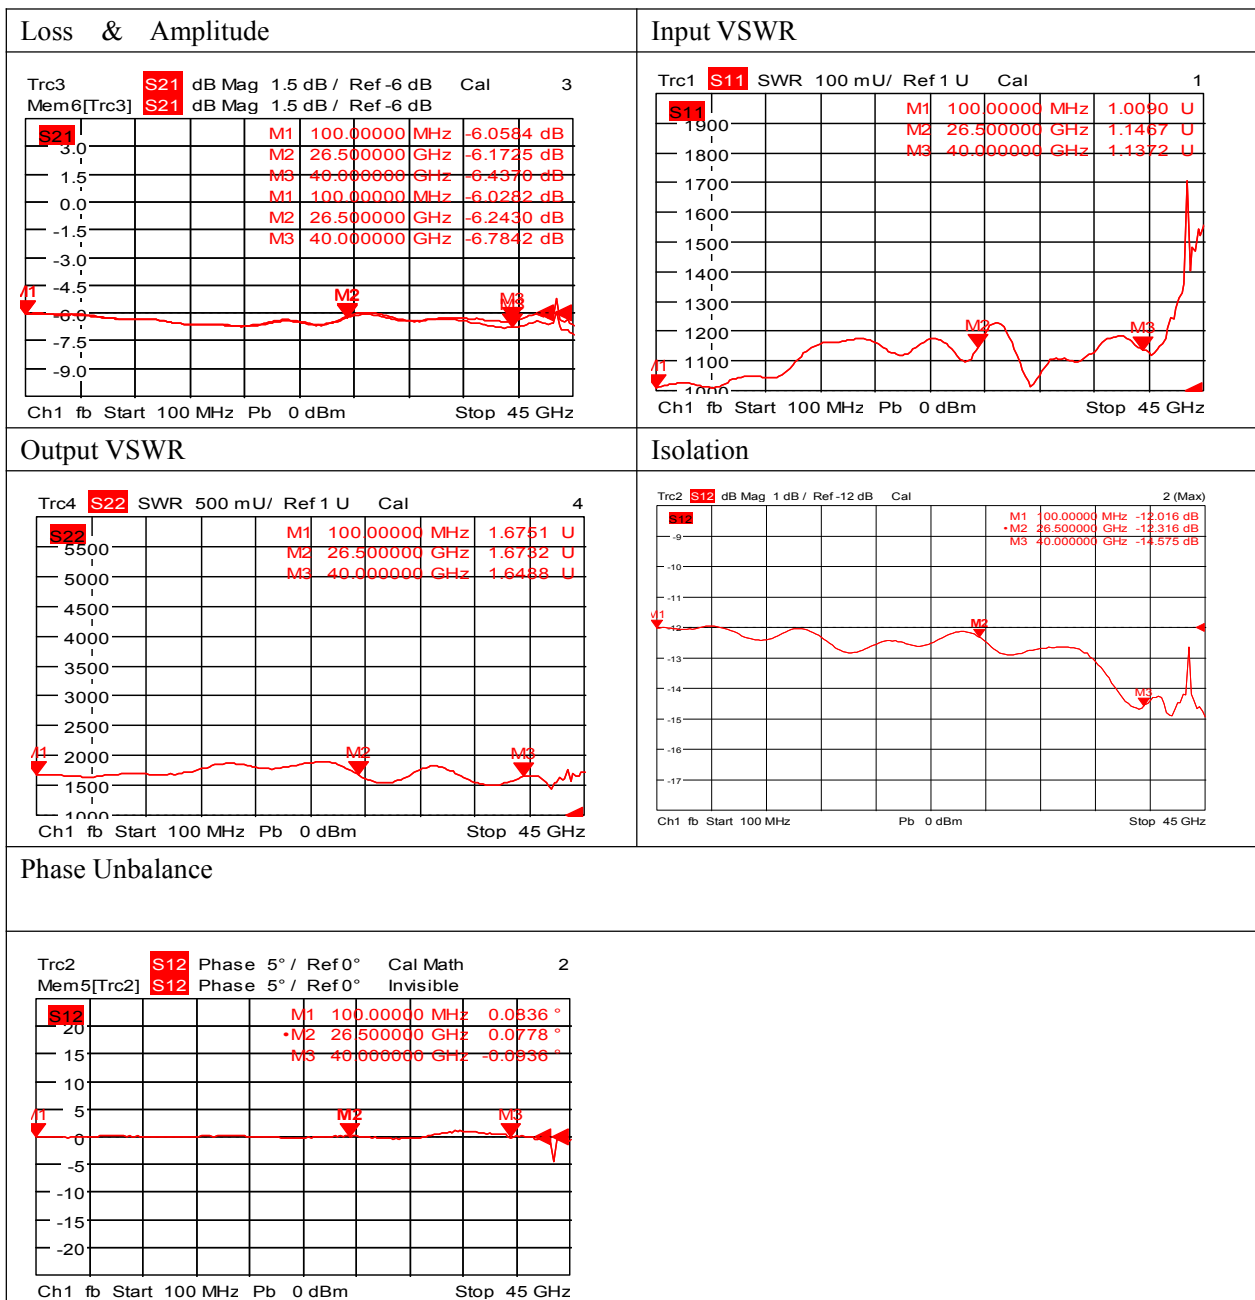 Loss & Amplitude
Trc3 S21 dB Mag 1.5 dB / Ref -6 dB Cal 3
Mem6[Trc3] S21 dB Mag 1.5 dB / Ref -6 dB
S21
M1 100.00000 MHz -6.0584 dB
M2 26.500000 GHz -6.1725 dB
M3 40.000000 GHz -6.4370 dB
M1 100.00000 MHz -6.0282 dB
M2 26.500000 GHz -6.2430 dB
M3 40.000000 GHz -6.7842 dB
3.0
1.5
0.0
-1.5
-3.0
-4.5
-6.0
-7.5
-9.0
M1
M2
M3
Ch1 fb Start 100 MHz Pb 0 dBm Stop 45 GHz
Input VSWR
Trc1 S11 SWR 100 mU/ Ref 1 U Cal 1
S11
M1 100.00000 MHz 1.0090 U
M2 26.500000 GHz 1.1467 U
M3 40.000000 GHz 1.1372 U
1900
1800
1700
1600
1500
1400
1300
1200
1100
1000
M1
M2
M3
Ch1 fb Start 100 MHz Pb 0 dBm Stop 45 GHz
Output VSWR
Trc4 S22 SWR 500 mU/ Ref 1 U Cal 4
S22
M1 100.00000 MHz 1.6751 U
M2 26.500000 GHz 1.6732 U
M3 40.000000 GHz 1.6488 U
5500
5000
4500
4000
3500
3000
2500
2000
1500
1000
M1
M2
M3
Ch1 fb Start 100 MHz Pb 0 dBm Stop 45 GHz
Isolation
Trc2 S12 dB Mag 1 dB / Ref -12 dB Cal 2 (Max)
S12
M1 100.00000 MHz -12.016 dB
•M2 26.500000 GHz -12.316 dB
M3 40.000000 GHz -14.575 dB
-9
-10
-11
-12
-13
-14
-15
-16
-17
M1
M2
M3
Ch1 fb Start 100 MHz Pb 0 dBm Stop 45 GHz
Phase Unbalance
Trc2 S12 Phase 5° / Ref 0° Cal Math 2
Mem5[Trc2] S12 Phase 5° / Ref 0° Invisible
S12
M1 100.00000 MHz 0.0836 °
•M2 26.500000 GHz 0.0778 °
M3 40.000000 GHz -0.0936 °
20
15
10
5
0
-5
-10
-15
-20
M1
M2
M3
Ch1 fb Start 100 MHz Pb 0 dBm Stop 45 GHz